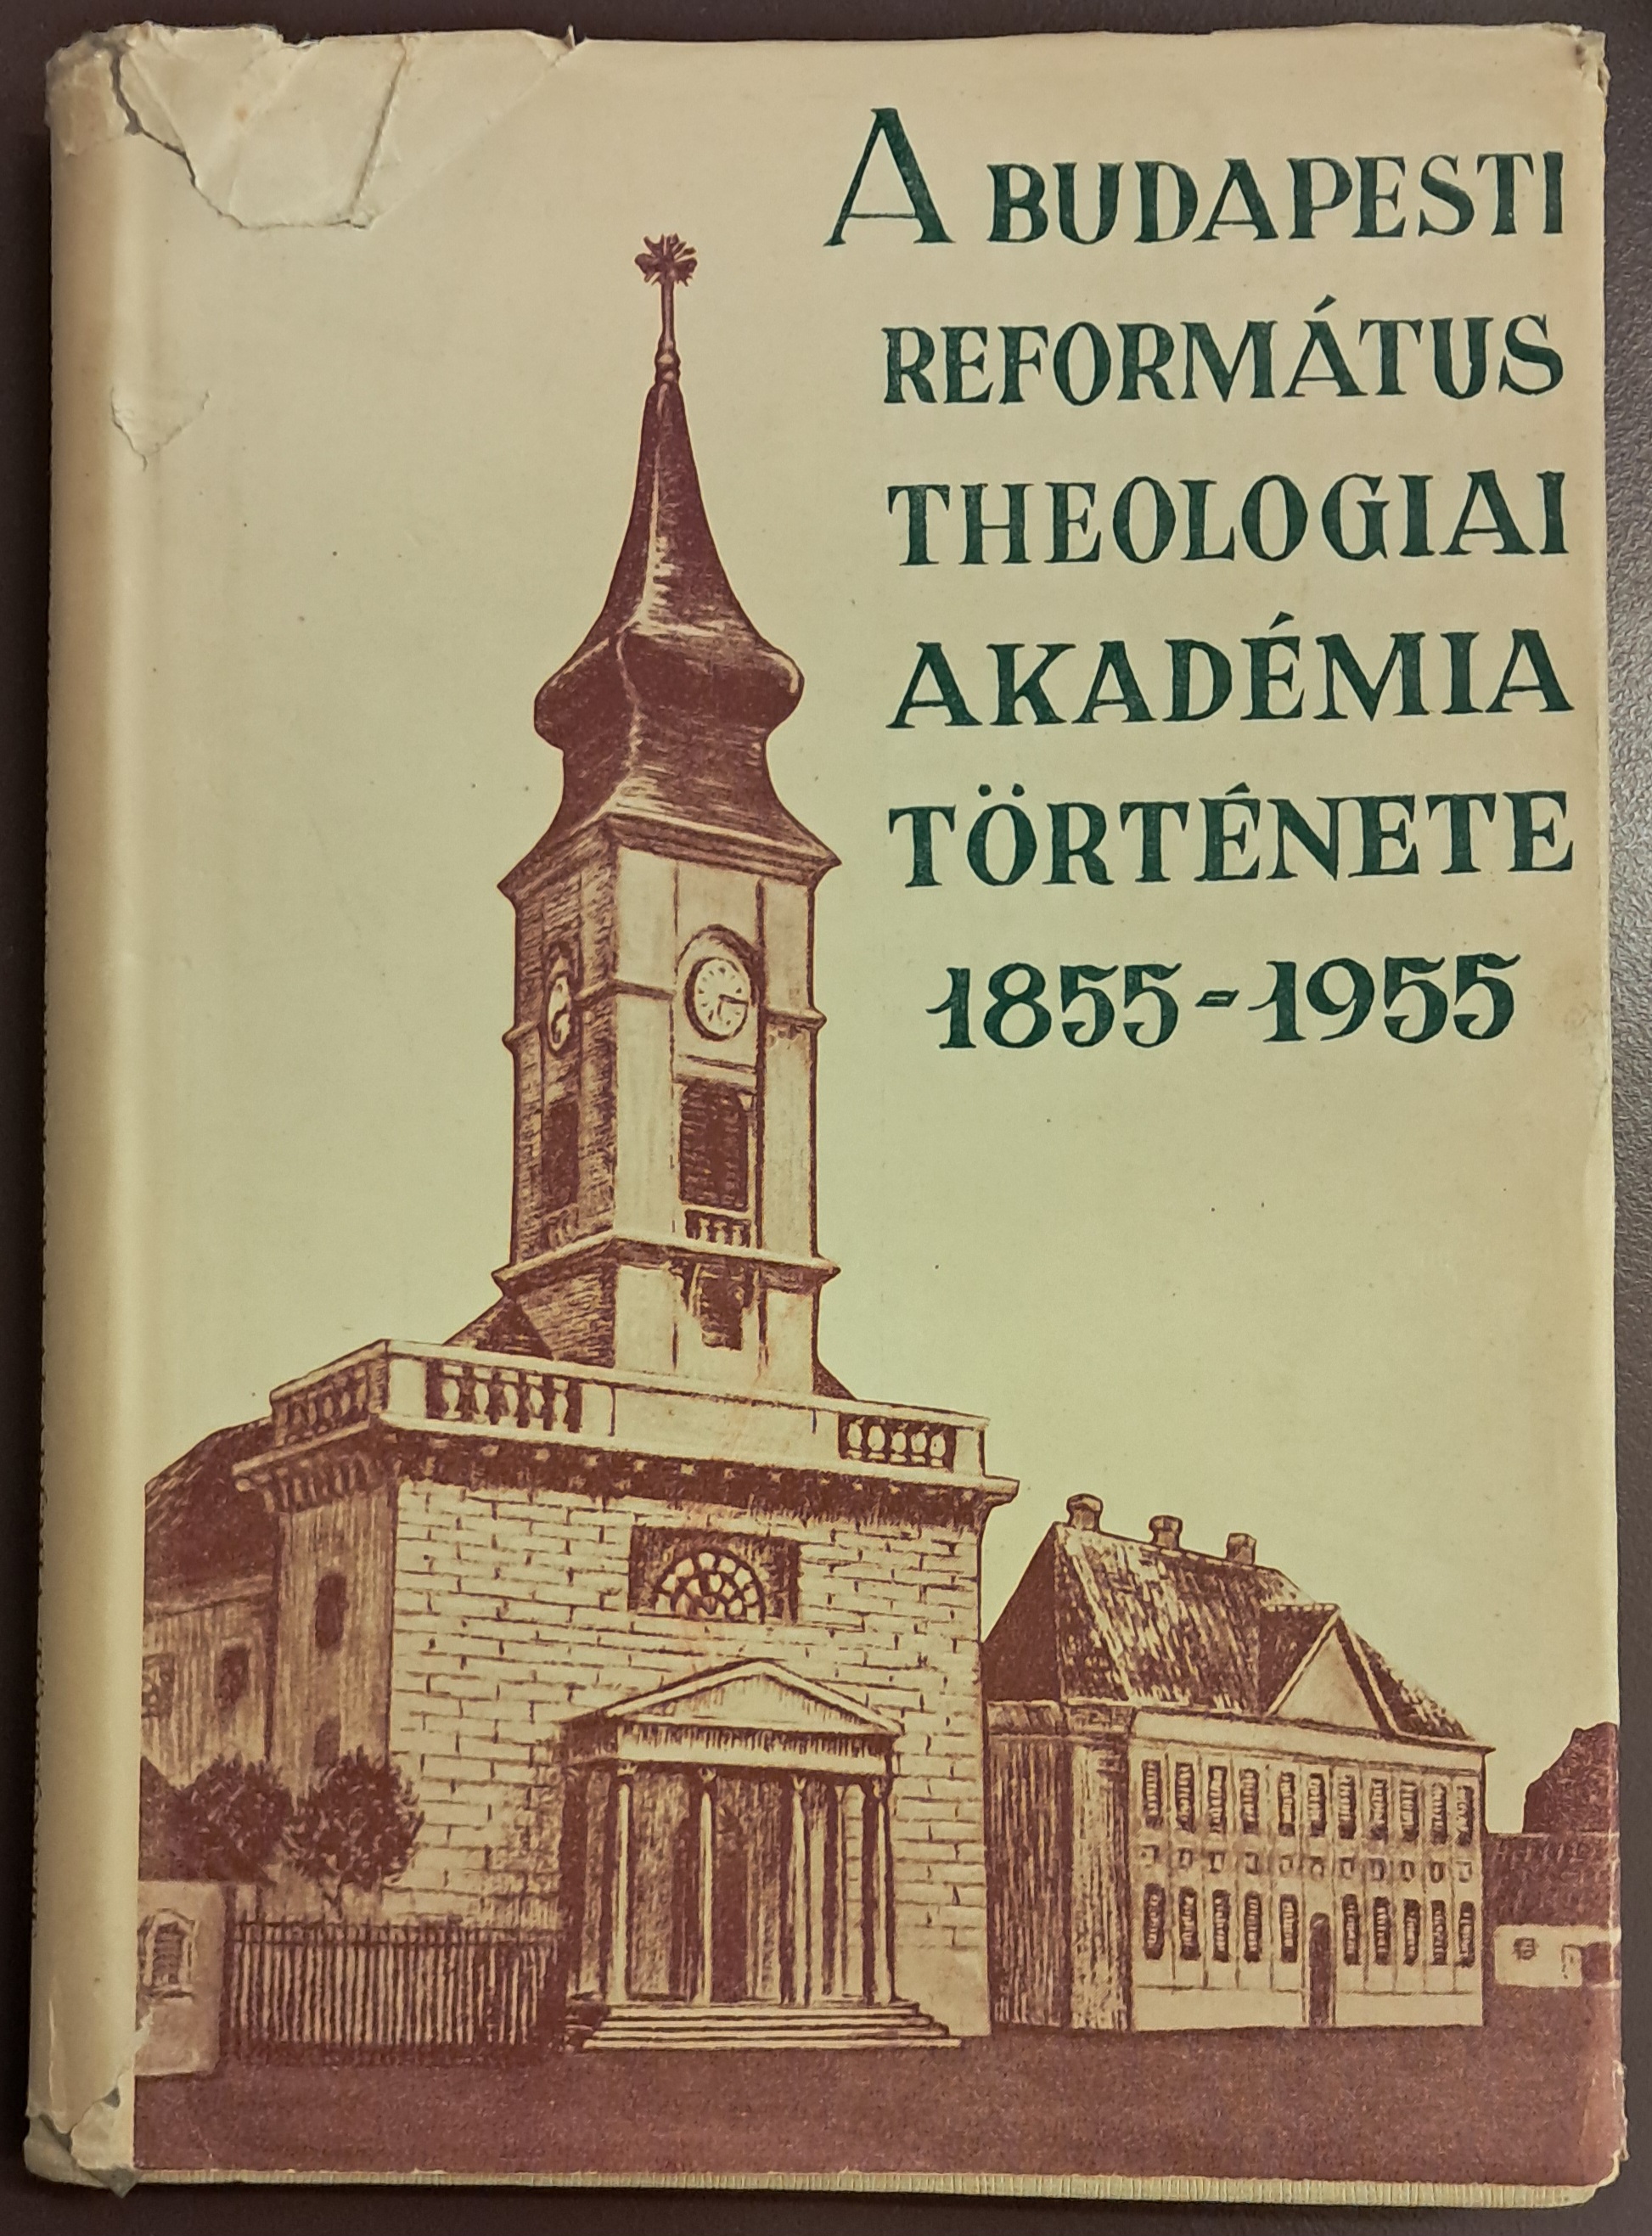 A BUDAPESTI
REFORMÁTUS
THEOLOGIAI
AKADÉMIA
TÖRTÉNETE
1855-1955